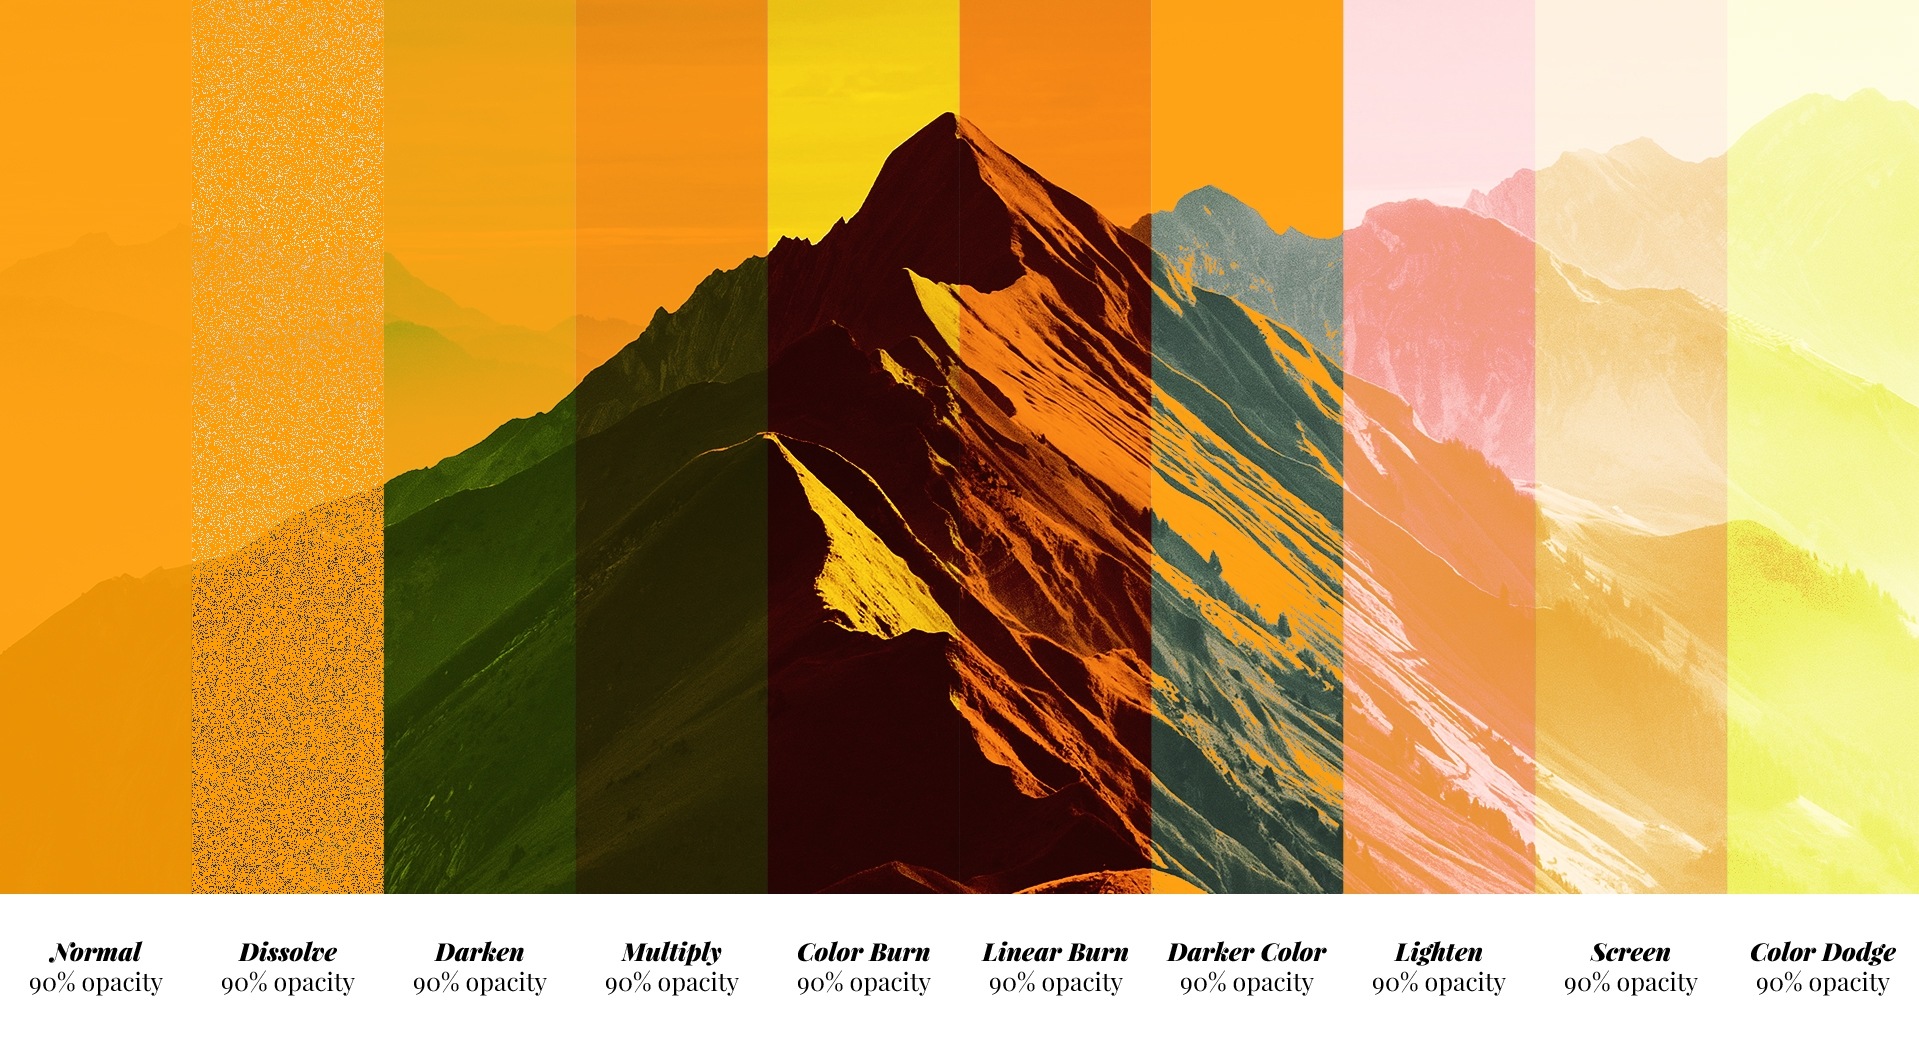 Normal
90% opacity
Dissolve
90% opacity
Darken
90% opacity
Multiply
90% opacity
Color Burn
90% opacity
Linear Burn
90% opacity
Darker Color
90% opacity
Lighten
90% opacity
Screen
90% opacity
Color Dodge
90% opacity